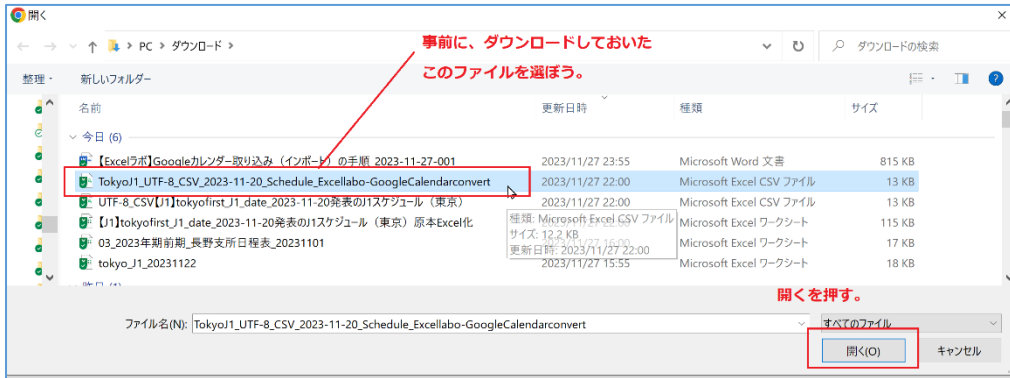 開く
PC > ダウンロード >
ダウンロードの検索
事前に、ダウンロードしておいた
このファイルを選ぼう。
整理
新しいフォルダー
名前 更新日時 種類 サイズ
今日 (6)
【Excelラボ】Googleカレンダー取り込み（インポート）の手順_2023-11-27-001 2023/11/27 23:55 Microsoft Word 文書 815 KB
TokyoJ1_UTF-8_CSV_2023-11-20_Schedule_Excellabo-GoogleCalendarconvert 2023/11/27 22:00 Microsoft Excel CSV ファイル 13 KB
UTF-8_CSV【J1】tokyofirst_J1_date_2023-11-20発表のJ1スケジュール（東京） 2023/11/27 22:00 Microsoft Excel CSV ファイル 13 KB
【J1】tokyofirst_J1_date_2023-11-20発表のJ1スケジュール（東京）原本Excel化 Microsoft Excel ワークシート 115 KB
03_2023年期前期_長野支所日程表_20231101 Microsoft Excel ワークシート 17 KB
tokyo_J1_20231122 2023/11/27 15:55 Microsoft Excel ワークシート 18 KB
種類: Microsoft Excel CSV ファイル
サイズ: 12.2 KB
更新日時: 2023/11/27 22:00
開くを押す。
ファイル名(N): TokyoJ1_UTF-8_CSV_2023-11-20_Schedule_Excellabo-GoogleCalendarconvert すべてのファイル
開く(O) キャンセル